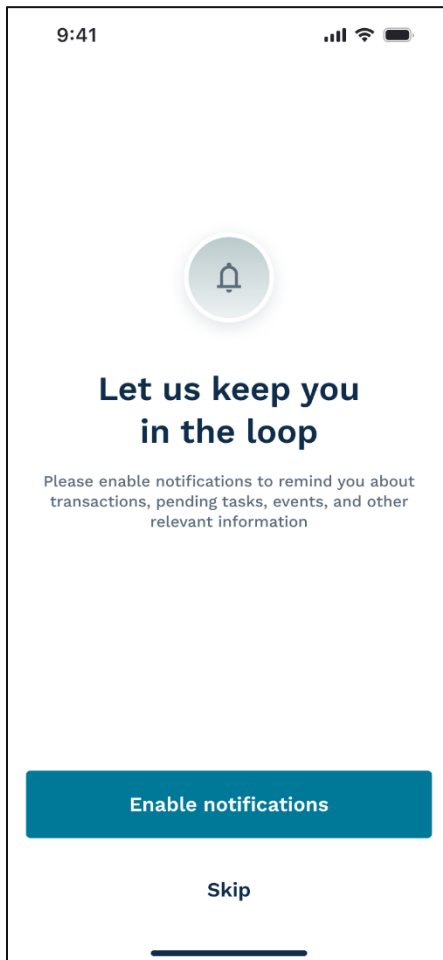 9:41
Let us keep you
in the loop
Please enable notifications to remind you about
transactions, pending tasks, events, and other
relevant information
Enable notifications
Skip